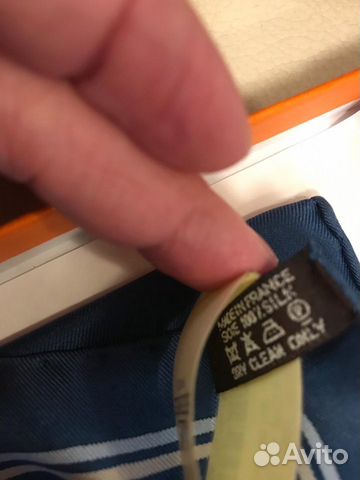 MADE IN FRANCE
SOIE 100% SILK
P
DRY CLEAN ONLY
Avito